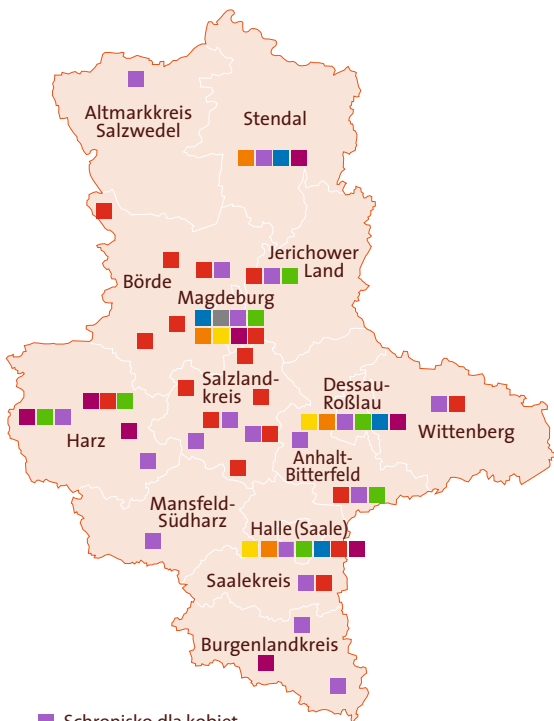 Altmarkkreis
Salzwedel
Stendal
Jerichower
Land
Börde
Magdeburg
Salzland-
kreis
Dessau-
Roßlau
Wittenberg
Harz
Anhalt-
Bitterfeld
Mansfeld-
Südharz
Halle (Saale)
Saalekreis
Burgenlandkreis
Schronisko dla kobiet